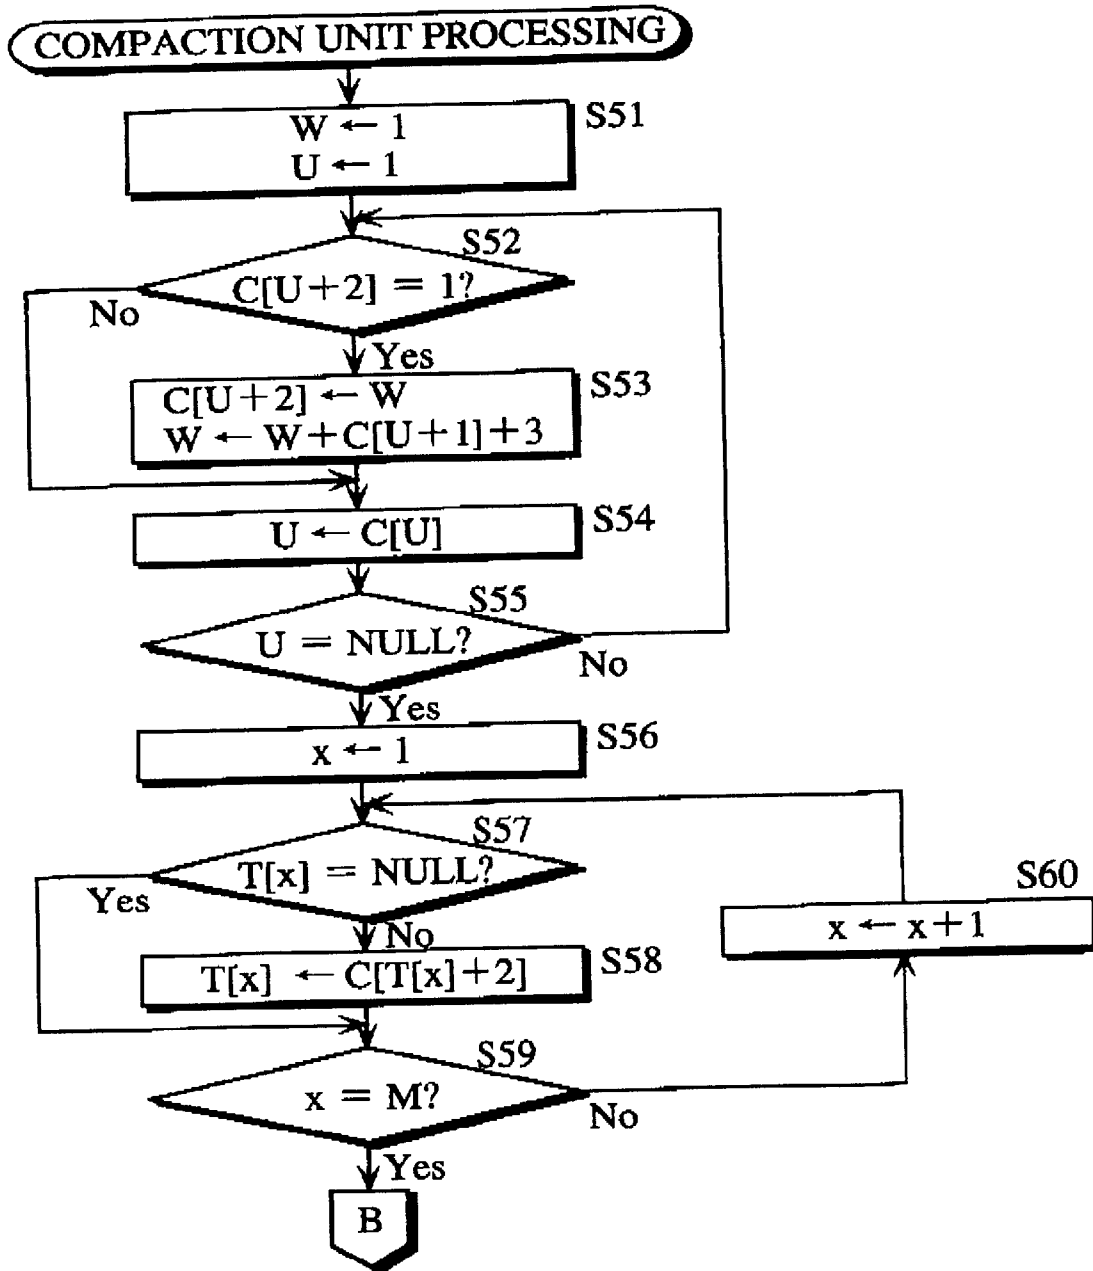 COMPACTION UNIT PROCESSING
W ← 1
U ← 1
S51
S52
C[U+2] = 1?
No
Yes
C[U+2] ← W
W ← W+C[U+1]+3
S53
U ← C[U]
S54
S55
U = NULL?
No
Yes
x ← 1
S56
S57
T[x] = NULL?
Yes
No
S60
x ← x+1
T[x] ← C[T[x]+2]
S58
S59
x = M?
No
Yes
B